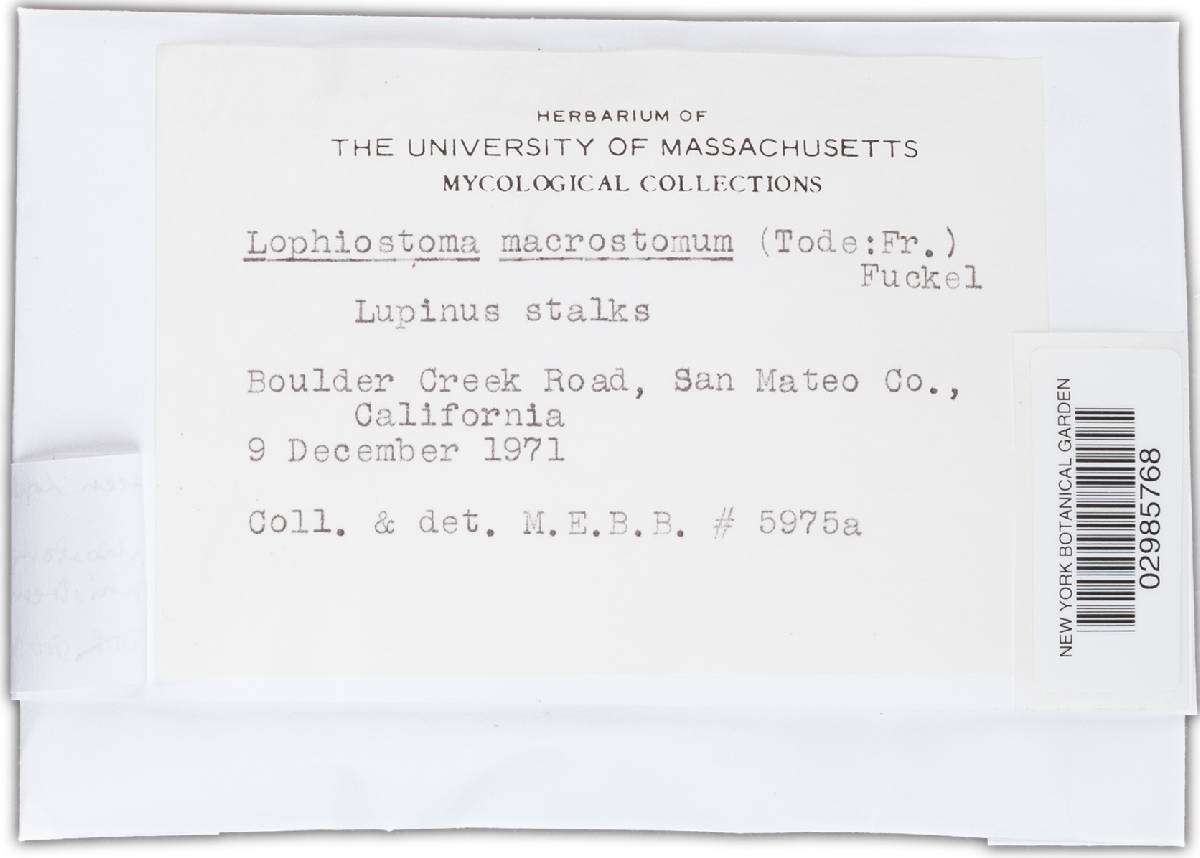 HERBARIUM OF
THE UNIVERSITY OF MASSACHUSETTS
MYCOLOGICAL COLLECTIONS
Lophiostoma macrostomum (Tode:Fr.)
Fuckel
Lupinus stalks
Boulder Creek Road, San Mateo Co.,
California
9 December 1971
Coll. & det. M.E.B.B. # 5975a
NEW YORK BOTANICAL GARDEN
02985768